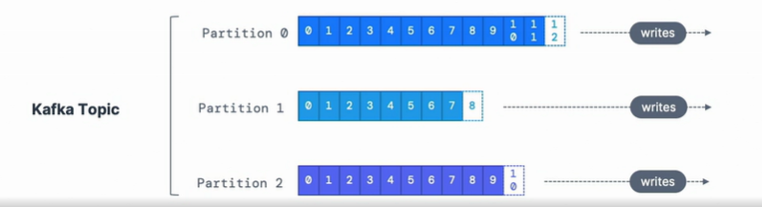 Partition 0 0 1 2 3 4 5 6 7 8 9 10 11 12 writes
Kafka Topic
Partition 1 0 1 2 3 4 5 6 7 8 writes
Partition 2 0 1 2 3 4 5 6 7 8 9 10 writes